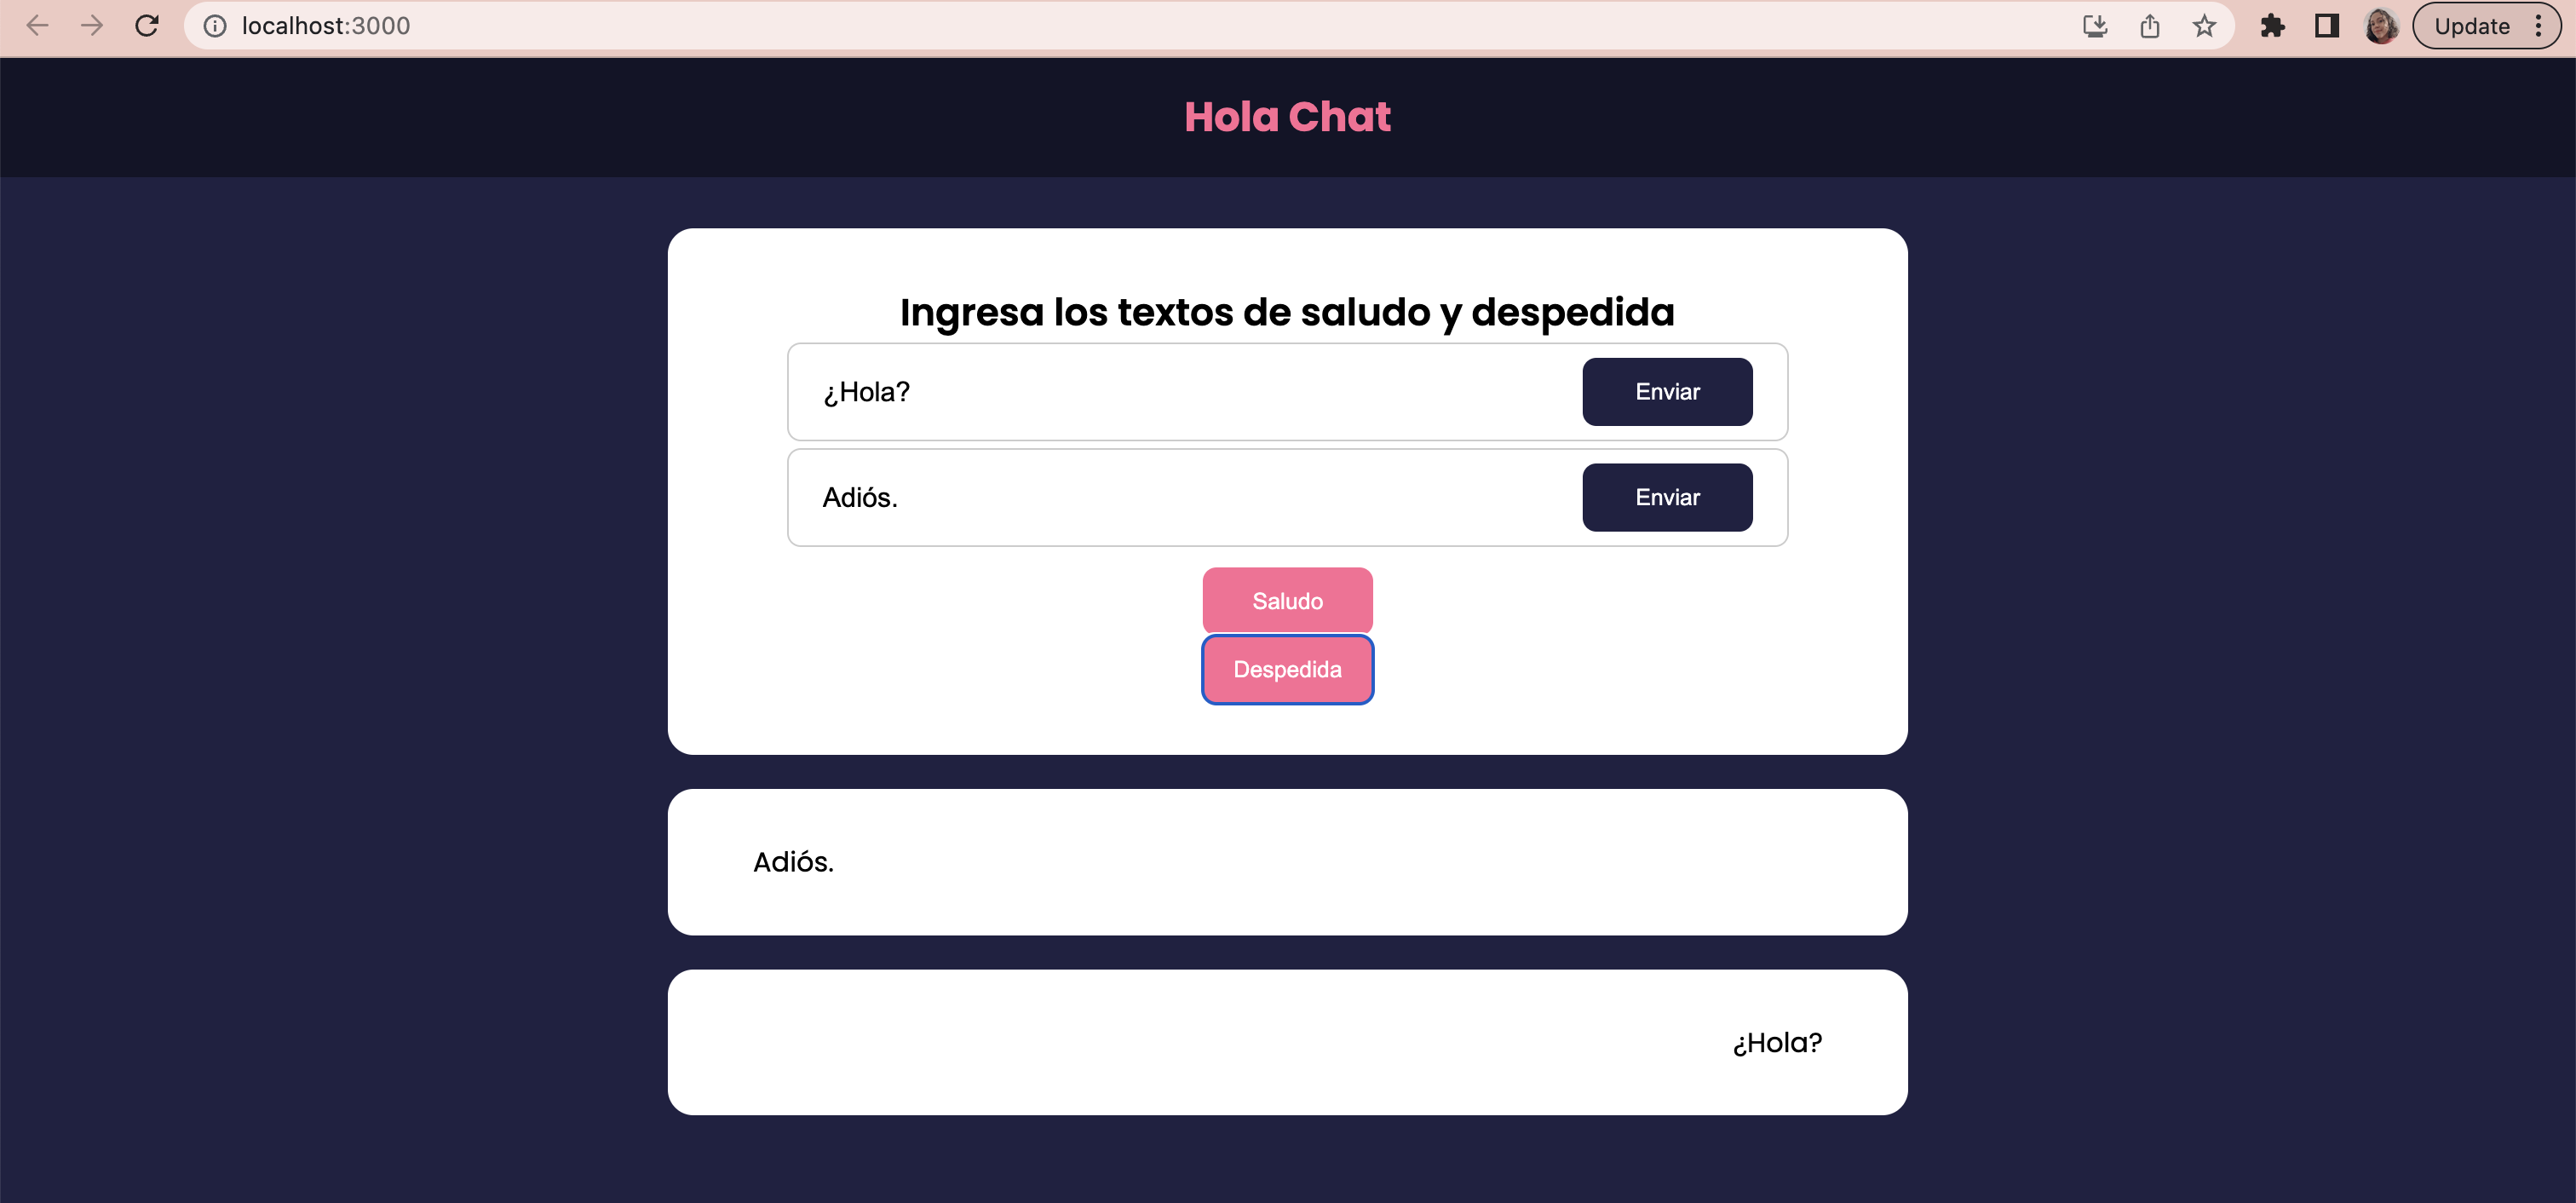 localhost:3000
Update
Hola Chat
Ingresa los textos de saludo y despedida
¿Hola?
Enviar
Adiós.
Enviar
Saludo
Despedida
Adiós.
¿Hola?